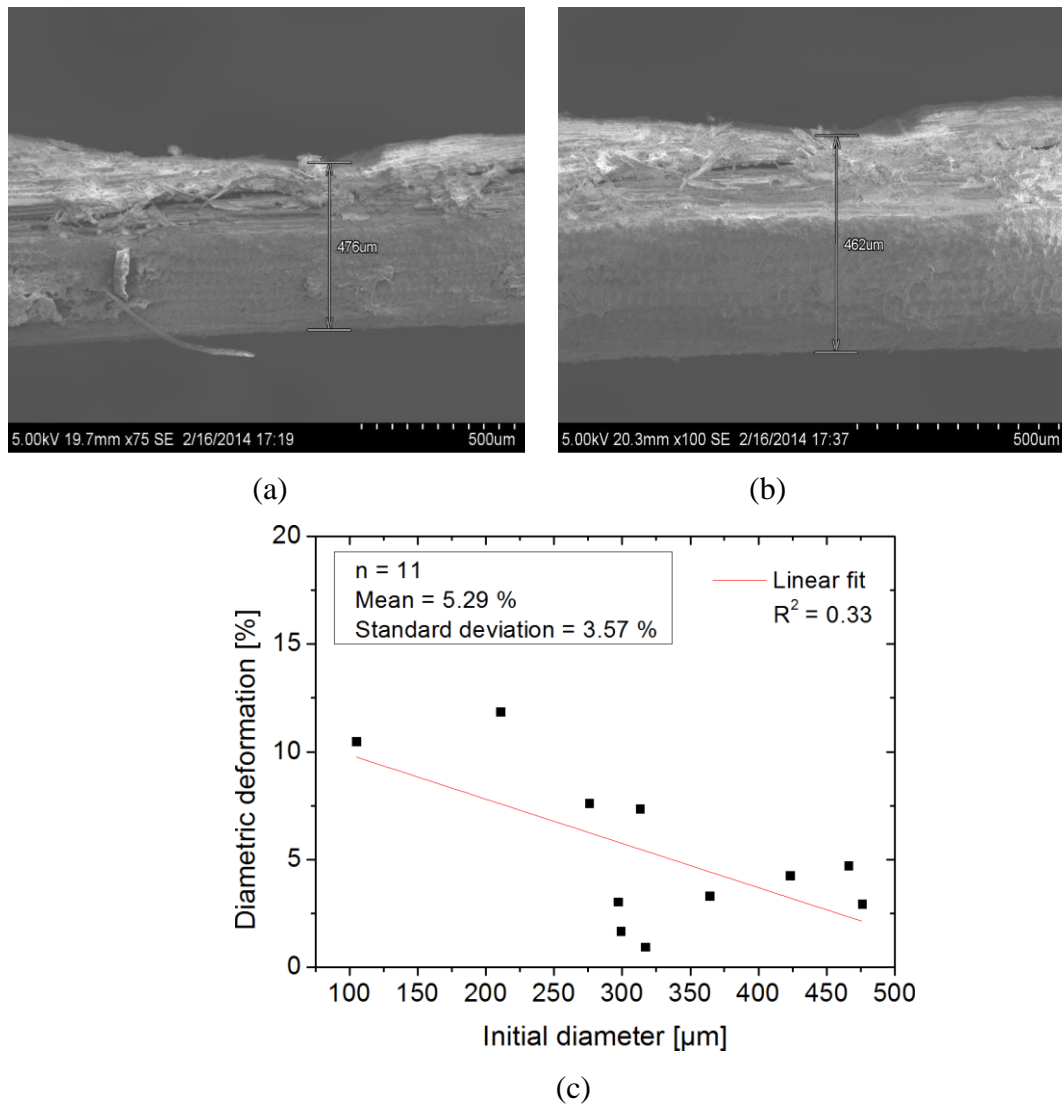 476um
5.00kV 19.7mm x75 SE 2/16/2014 17:19 500um
462um
5.00kV 20.3mm x100 SE 2/16/2014 17:37 500um
(a) (b)
20
15
10
5
0
Diametric deformation [%]
n = 11
Mean = 5.29 %
Standard deviation = 3.57 %
Linear fit
R² = 0.33
100 150 200 250 300 350 400 450 500
Initial diameter [µm]
(c)